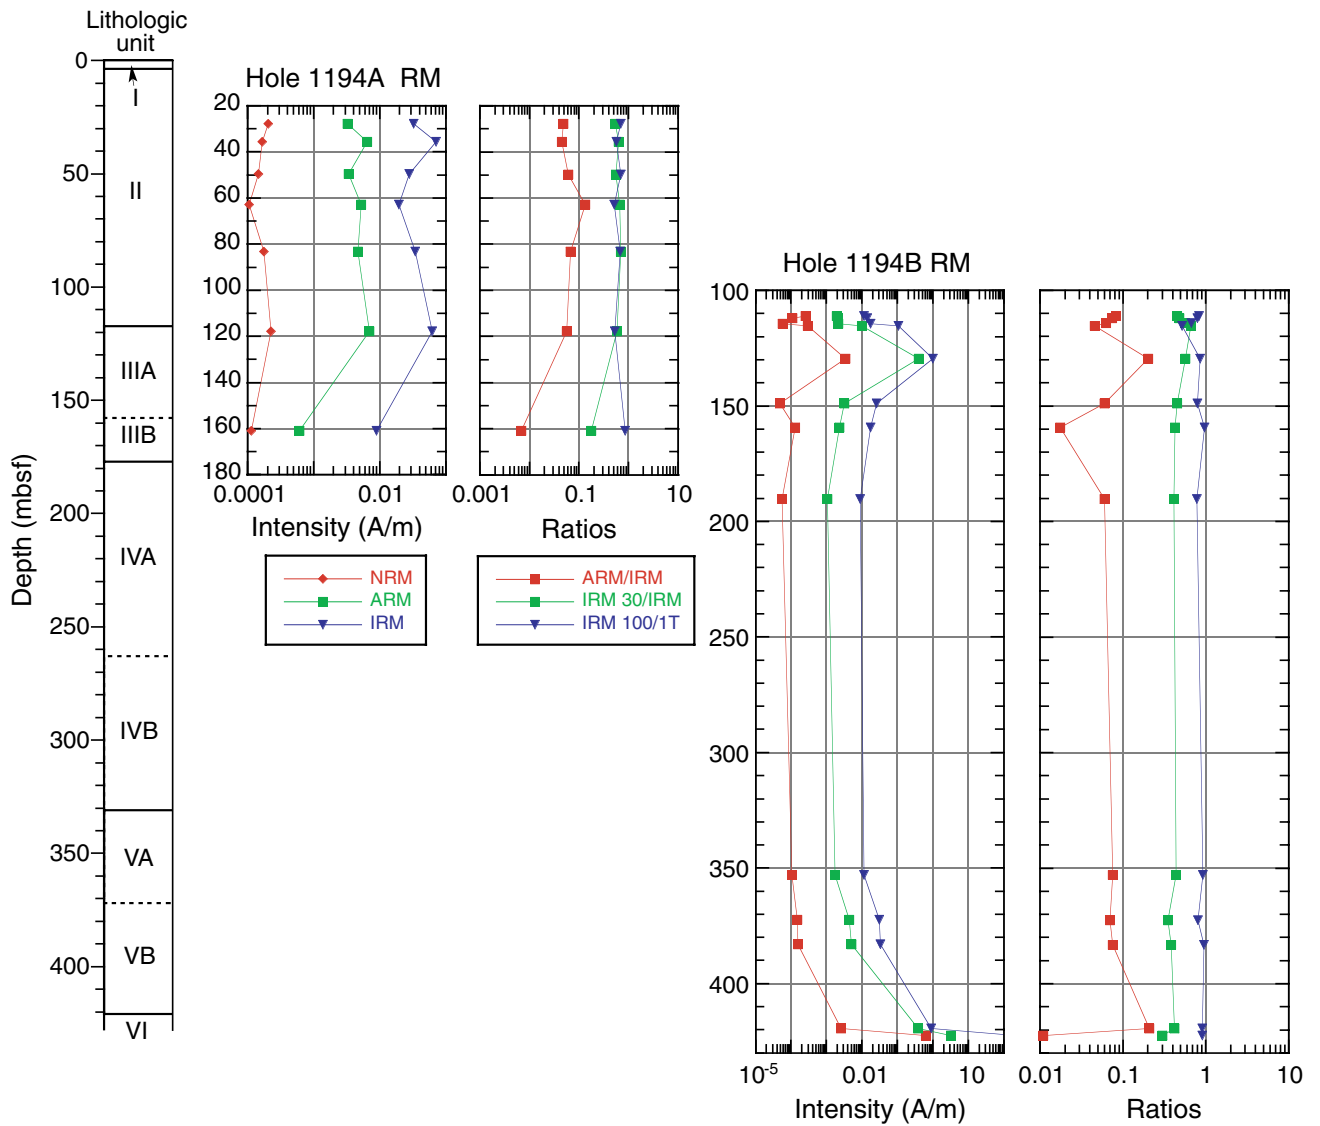 Lithologic
unit
0
50
100
150
200
250
300
350
400
Depth (mbsf)
I
II
IIIA
IIIB
IVA
IVB
VA
VB
VI
Hole 1194A RM
20
40
60
80
100
120
140
160
180
0.0001
0.01
Intensity (A/m)
0.001
0.1
10
Ratios
NRM
ARM
IRM
ARM/IRM
IRM 30/IRM
IRM 100/1T
Hole 1194B RM
100
150
200
250
300
350
400
10-5
0.01
10
Intensity (A/m)
0.01
0.1
1
10
Ratios